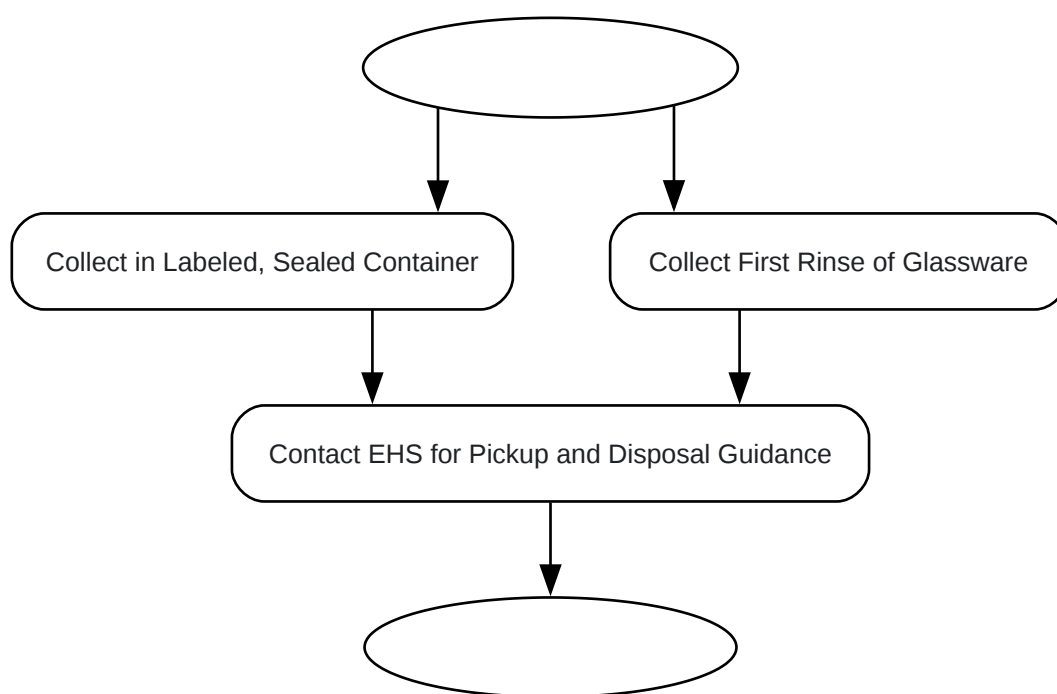 Collect in Labeled, Sealed Container
Collect First Rinse of Glassware
Contact EHS for Pickup and Disposal Guidance